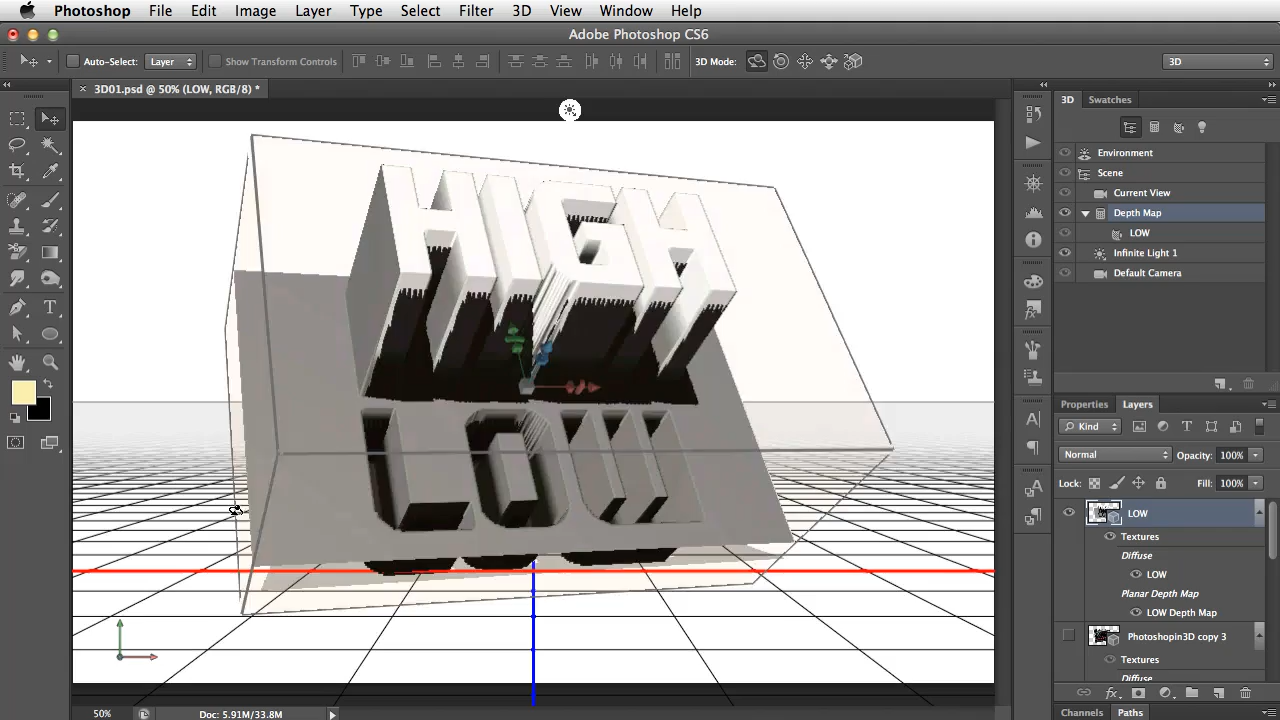 Photoshop File Edit Image Layer Type Select Filter 3D View Window Help
Adobe Photoshop CS6
Auto-Select: Layer Show Transform Controls 3D Mode: 3D
3D01.psd @ 50% (LOW, RGB/8) *
3D Swatches
Environment
Scene
Current View
Depth Map
LOW
Infinite Light 1
Default Camera
HIGH
LOW
Properties Layers
Kind
Normal Opacity: 100%
Lock: Fill: 100%
LOW
Textures
Diffuse
LOW
Planar Depth Map
LOW Depth Map
Photoshopin3D copy 3
Textures
Diffuse
50% Doc: 5.91M/33.8M
Channels Paths